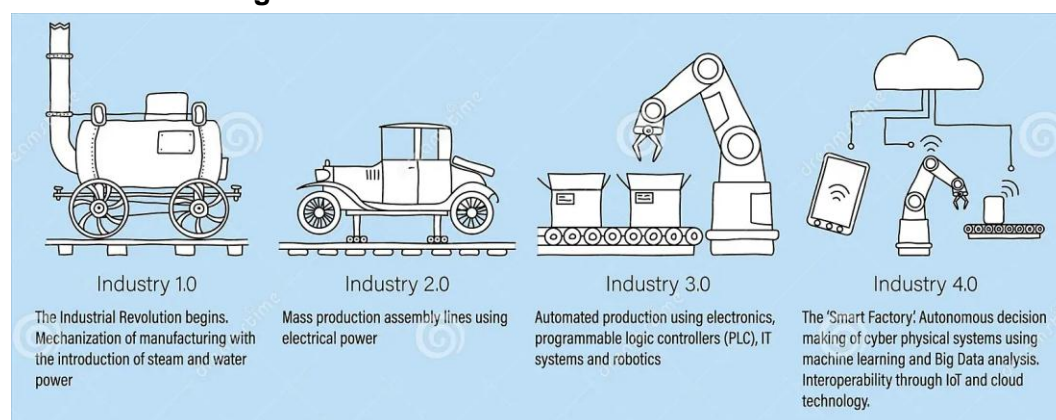 Industry 1.0
The Industrial Revolution begins.
Mechanization of manufacturing with
the introduction of steam and water
power
Industry 2.0
Mass production assembly lines using
electrical power
Industry 3.0
Automated production using electronics,
programmable logic controllers (PLC), IT
systems and robotics
Industry 4.0
The ‘Smart Factory’. Autonomous decision
making of cyber physical systems using
machine learning and Big Data analysis.
Interoperability through IoT and cloud
technology.